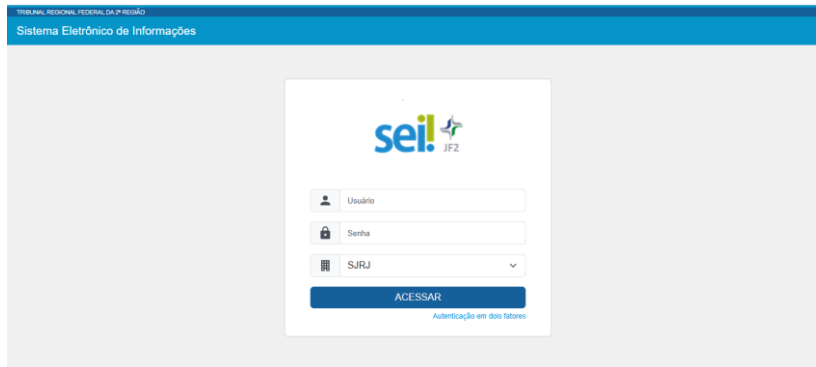 TRIBUNAL REGIONAL FEDERAL DA 2ª REGIÃO
Sistema Eletrônico de Informações
sei!
JF2
Usuário
Senha
SJRJ
ACESSAR
Autenticação em dois fatores